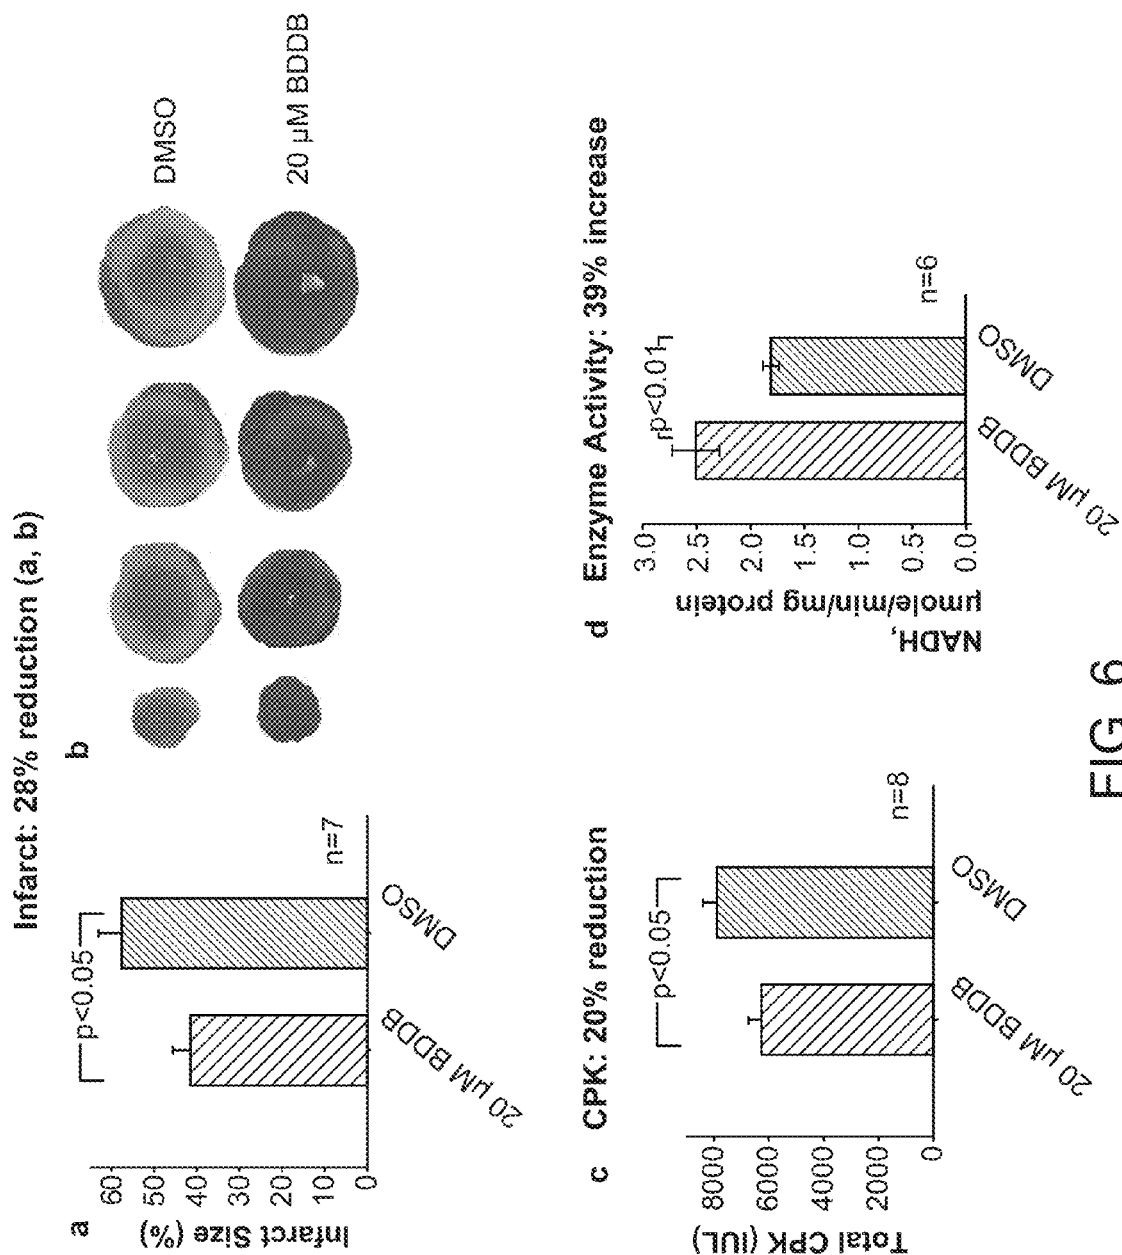 Infarct: 28% reduction (a, b)
a
Infarct Size (%)
60
50
40
30
20
10
0
p<0.05
n=7
20 µM BDDB
DMSO
b
DMSO
20 µM BDDB
c CPK: 20% reduction
Total CPK (IUL)
8000
6000
4000
2000
0
p<0.05
n=8
20 µM BDDB
DMSO
d Enzyme Activity: 39% increase
NADH,
µmole/min/mg protein
3.0
2.5
2.0
1.5
1.0
0.5
0.0
p<0.01
n=6
20 µM BDDB
DMSO
FIG 6